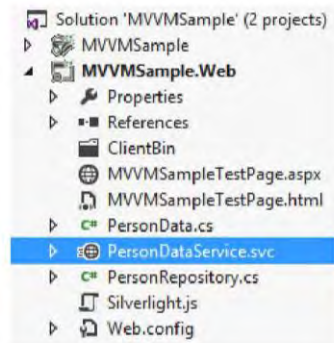 Solution 'MVVMSample' (2 projects)
MVVMSample
MVVMSample.Web
Properties
References
ClientBin
MVVMSampleTestPage.aspx
MVVMSampleTestPage.html
C# PersonData.cs
PersonDataService.svc
C# PersonRepository.cs
Silverlight.js
Web.config